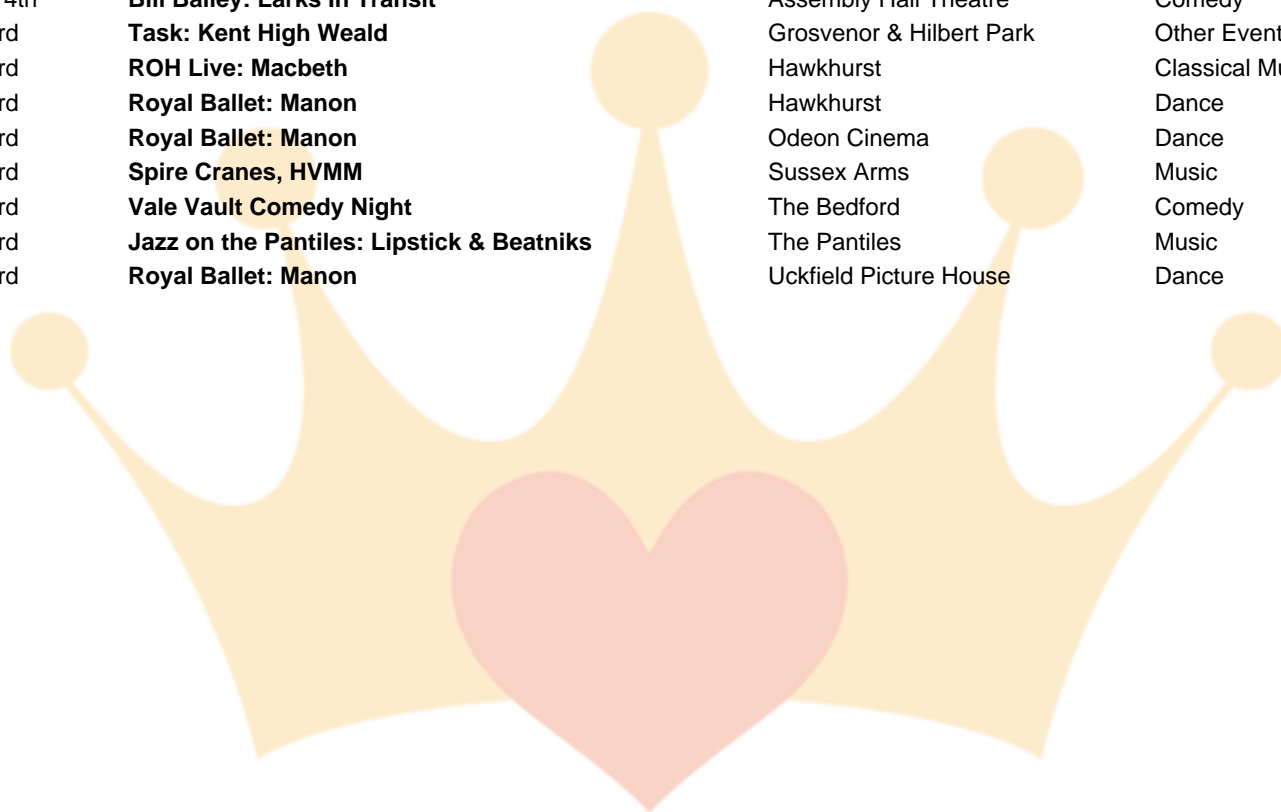 4th Bill Bailey: Larks in Transit Assembly Hall Theatre Comedy
rd Task: Kent High Weald Grosvenor & Hilbert Park Other Event
rd ROH Live: Macbeth Hawkhurst Classical Mu
rd Royal Ballet: Manon Hawkhurst Dance
rd Royal Ballet: Manon Odeon Cinema Dance
rd Spire Cranes, HVMM Sussex Arms Music
rd Vale Vault Comedy Night The Bedford Comedy
rd Jazz on the Pantiles: Lipstick & Beatniks The Pantiles Music
rd Royal Ballet: Manon Uckfield Picture House Dance